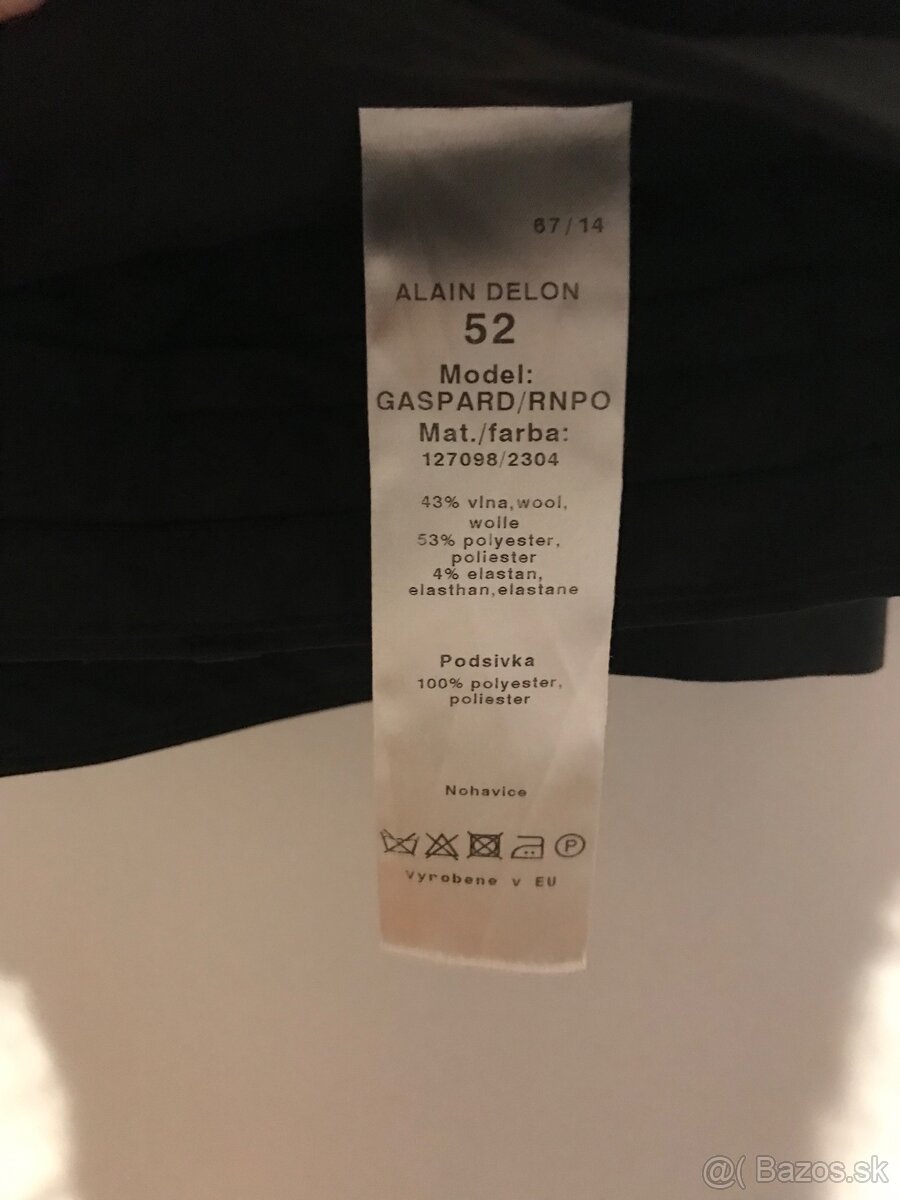 67/14
ALAIN DELON
52
Model:
GASPARD/RNPO
Mat./farba:
127098/2304
43% vlna,wool,
wolle
53% polyester,
poliester
4% elastan,
elasthan,elastane
Podsivka
100% polyester,
poliester
Nohavice
P
Vyrobene v EU
@( Bazos.sk